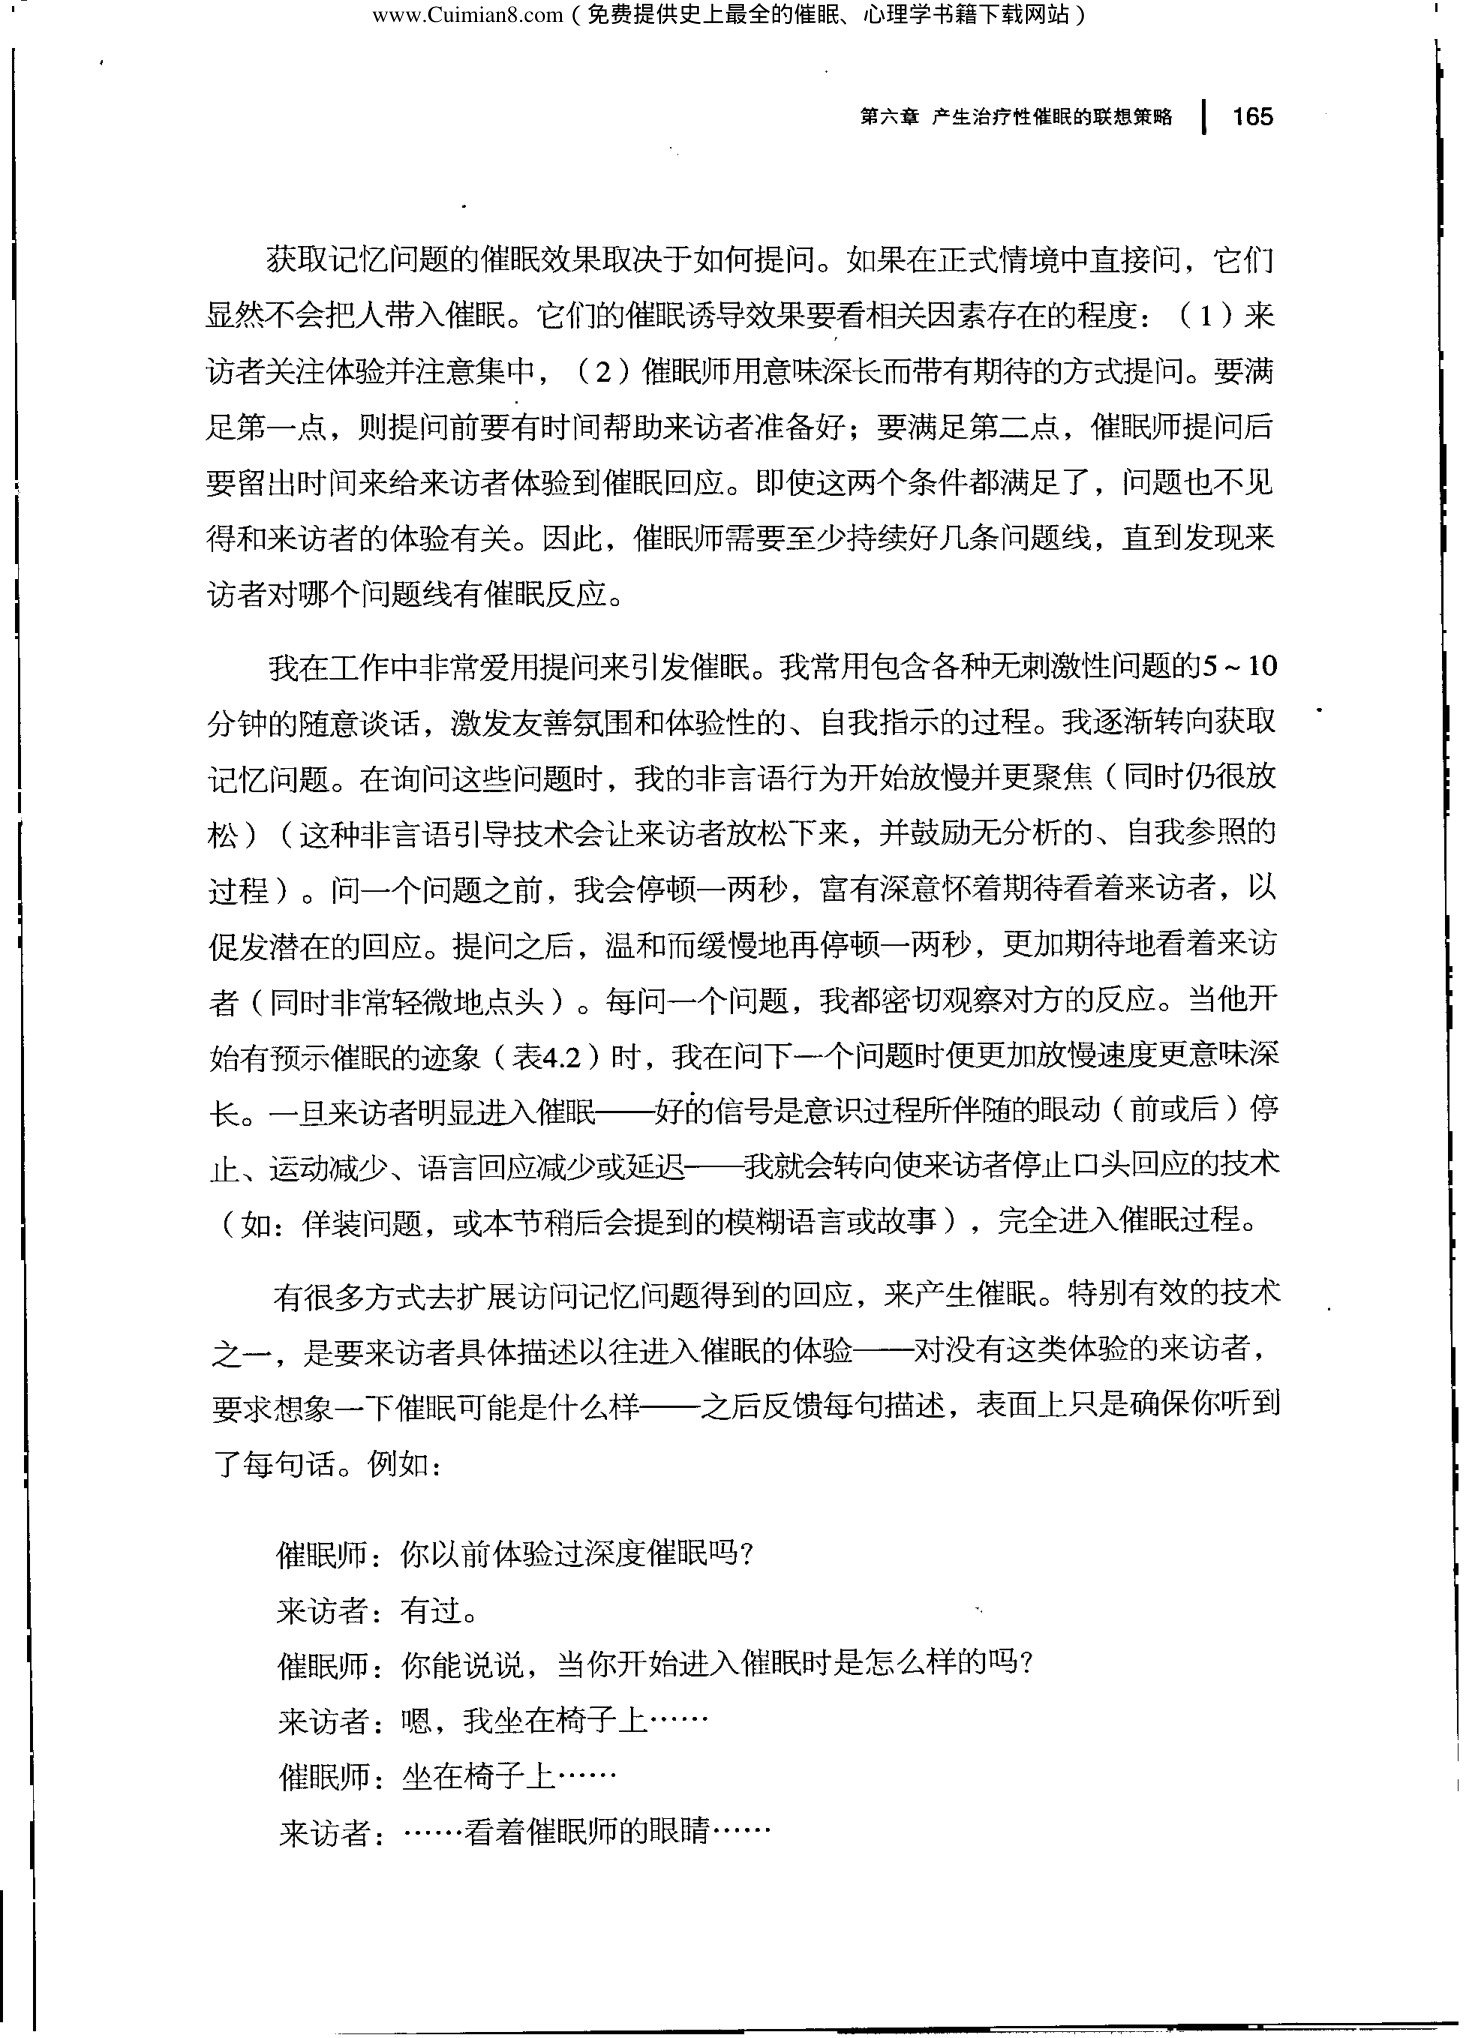 www.Cuimian8.com（免费提供史上最全的催眠、心理学书籍下载网站）
第六章 产生治疗性催眠的联想策略 | 165
获取记忆问题的催眠效果取决于如何提问。如果在正式情境中直接问，它们
显然不会把人带入催眠。它们的催眠诱导效果要看相关因素存在的程度：（1）来
访者关注体验并注意集中，（2）催眠师用意味深长而带有期待的方式提问。要满
足第一点，则提问前要有时间帮助来访者准备好；要满足第二点，催眠师提问后
要留出时间来给来访者体验到催眠回应。即使这两个条件都满足了，问题也不见
得和来访者的体验有关。因此，催眠师需要至少持续好几条问题线，直到发现来
访者对哪个问题线有催眠反应。
我在工作中非常爱用提问来引发催眠。我常用包含各种无刺激性问题的5～10
分钟的随意谈话，激发友善氛围和体验性的、自我指示的过程。我逐渐转向获取
记忆问题。在询问这些问题时，我的非言语行为开始放慢并更聚焦（同时仍很放
松）（这种非言语引导技术会让来访者放松下来，并鼓励无分析的、自我参照的
过程）。问一个问题之前，我会停顿一两秒，富有深意怀着期待看着来访者，以
促发潜在的回应。提问之后，温和而缓慢地再停顿一两秒，更加期待地看着来访
者（同时非常轻微地点头）。每问一个问题，我都密切观察对方的反应。当他开
始有预示催眠的迹象（表4.2）时，我在问下一个问题时便更加放慢速度更意味深
长。一旦来访者明显进入催眠——好的信号是意识过程所伴随的眼动（前或后）停
止、运动减少、语言回应减少或延迟——我就会转向使来访者停止口头回应的技术
（如：佯装问题，或本节稍后会提到的模糊语言或故事），完全进入催眠过程。
有很多方式去扩展访问记忆问题得到的回应，来产生催眠。特别有效的技术
之一，是要来访者具体描述以往进入催眠的体验——对没有这类体验的来访者，
要求想象一下催眠可能是什么样——之后反馈每句描述，表面上只是确保你听到
了每句话。例如：
催眠师：你以前体验过深度催眠吗？
来访者：有过。
催眠师：你能说说，当你开始进入催眠时是怎么样的吗？
来访者：嗯，我坐在椅子上……
催眠师：坐在椅子上……
来访者：……看着催眠师的眼睛……